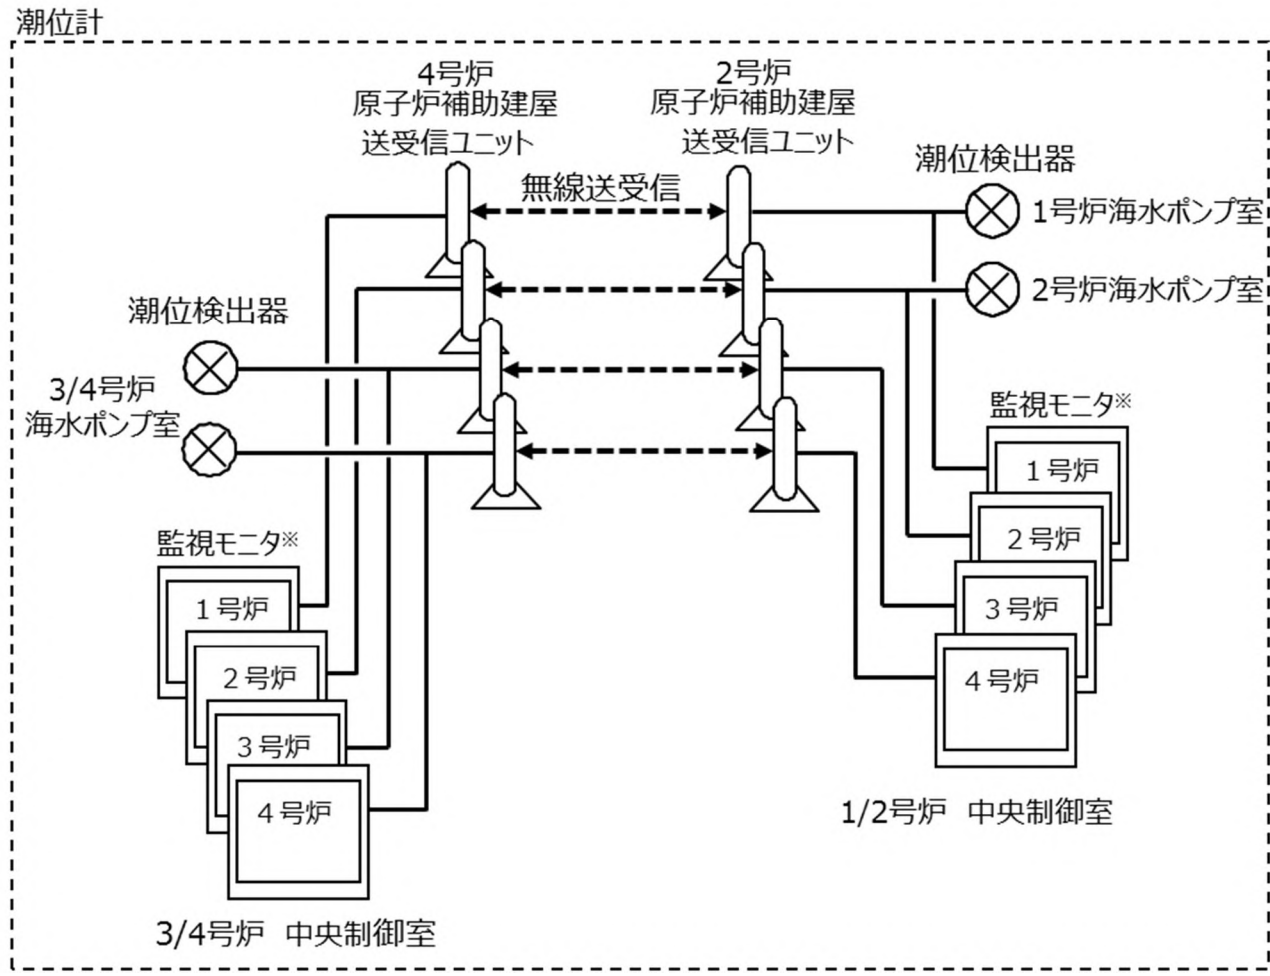 潮位計
4号炉
原子炉補助建屋
送受信ユニット
2号炉
原子炉補助建屋
送受信ユニット
無線送受信
潮位検出器
1号炉海水ポンプ室
2号炉海水ポンプ室
潮位検出器
3/4号炉
海水ポンプ室
監視モニタ※
1号炉
2号炉
3号炉
4号炉
1/2号炉 中央制御室
監視モニタ※
1号炉
2号炉
3号炉
4号炉
3/4号炉 中央制御室